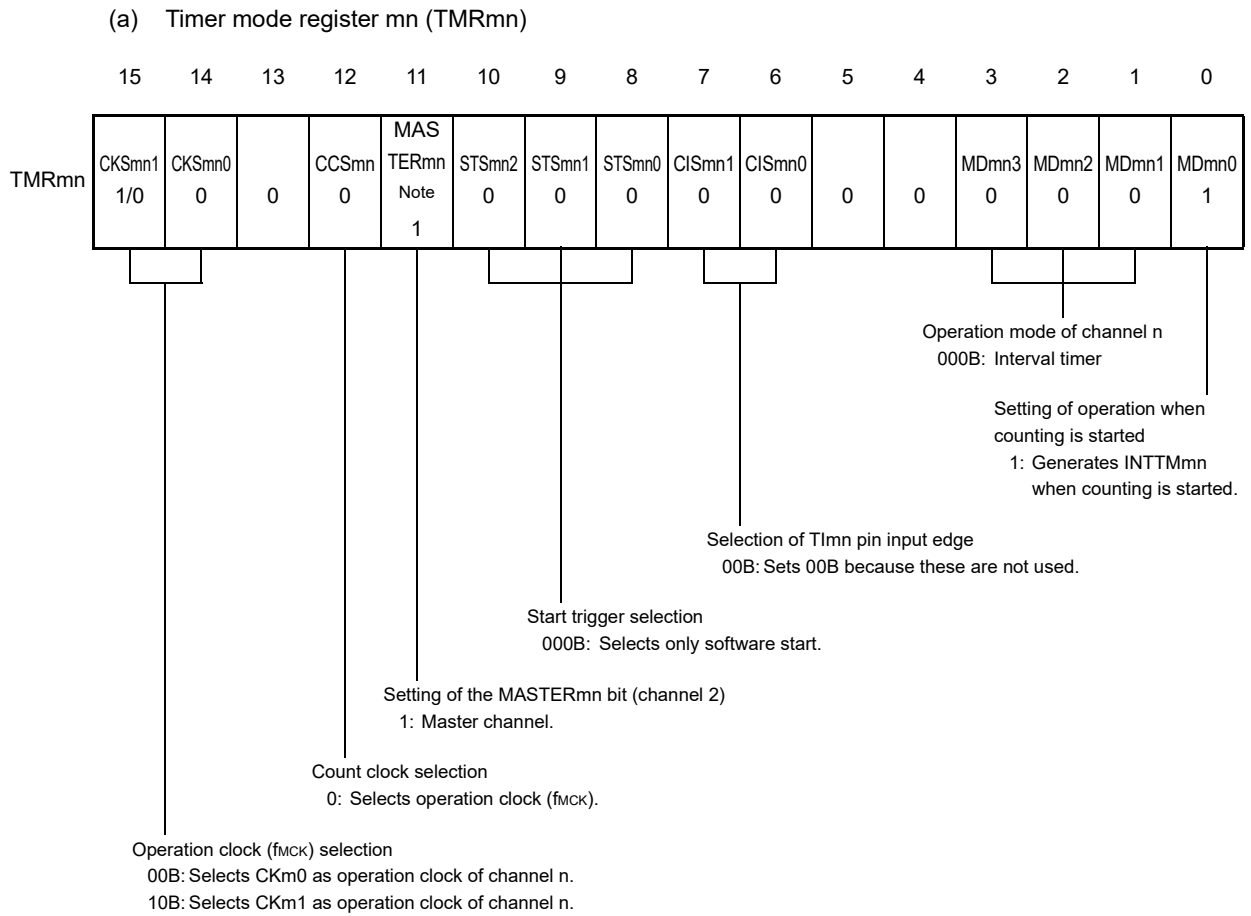 (a) Timer mode register mn (TMRmn)
15 14 13 12 11 10 9 8 7 6 5 4 3 2 1 0
TMRmn
CKSmn1 1/0
CKSmn0 0
0
CCSmn 0
MAS
TERmn
Note
1
STSmn2 0
STSmn1 0
STSmn0 0
CISmn1 0
CISmn0 0
0
0
MDmn3 0
MDmn2 0
MDmn1 0
MDmn0 1
Operation mode of channel n
000B: Interval timer
Setting of operation when
counting is started
1: Generates INTTMmn
when counting is started.
Selection of TImn pin input edge
00B: Sets 00B because these are not used.
Start trigger selection
000B: Selects only software start.
Setting of the MASTERmn bit (channel 2)
1: Master channel.
Count clock selection
0: Selects operation clock (fMCK).
Operation clock (fMCK) selection
00B: Selects CKm0 as operation clock of channel n.
10B: Selects CKm1 as operation clock of channel n.